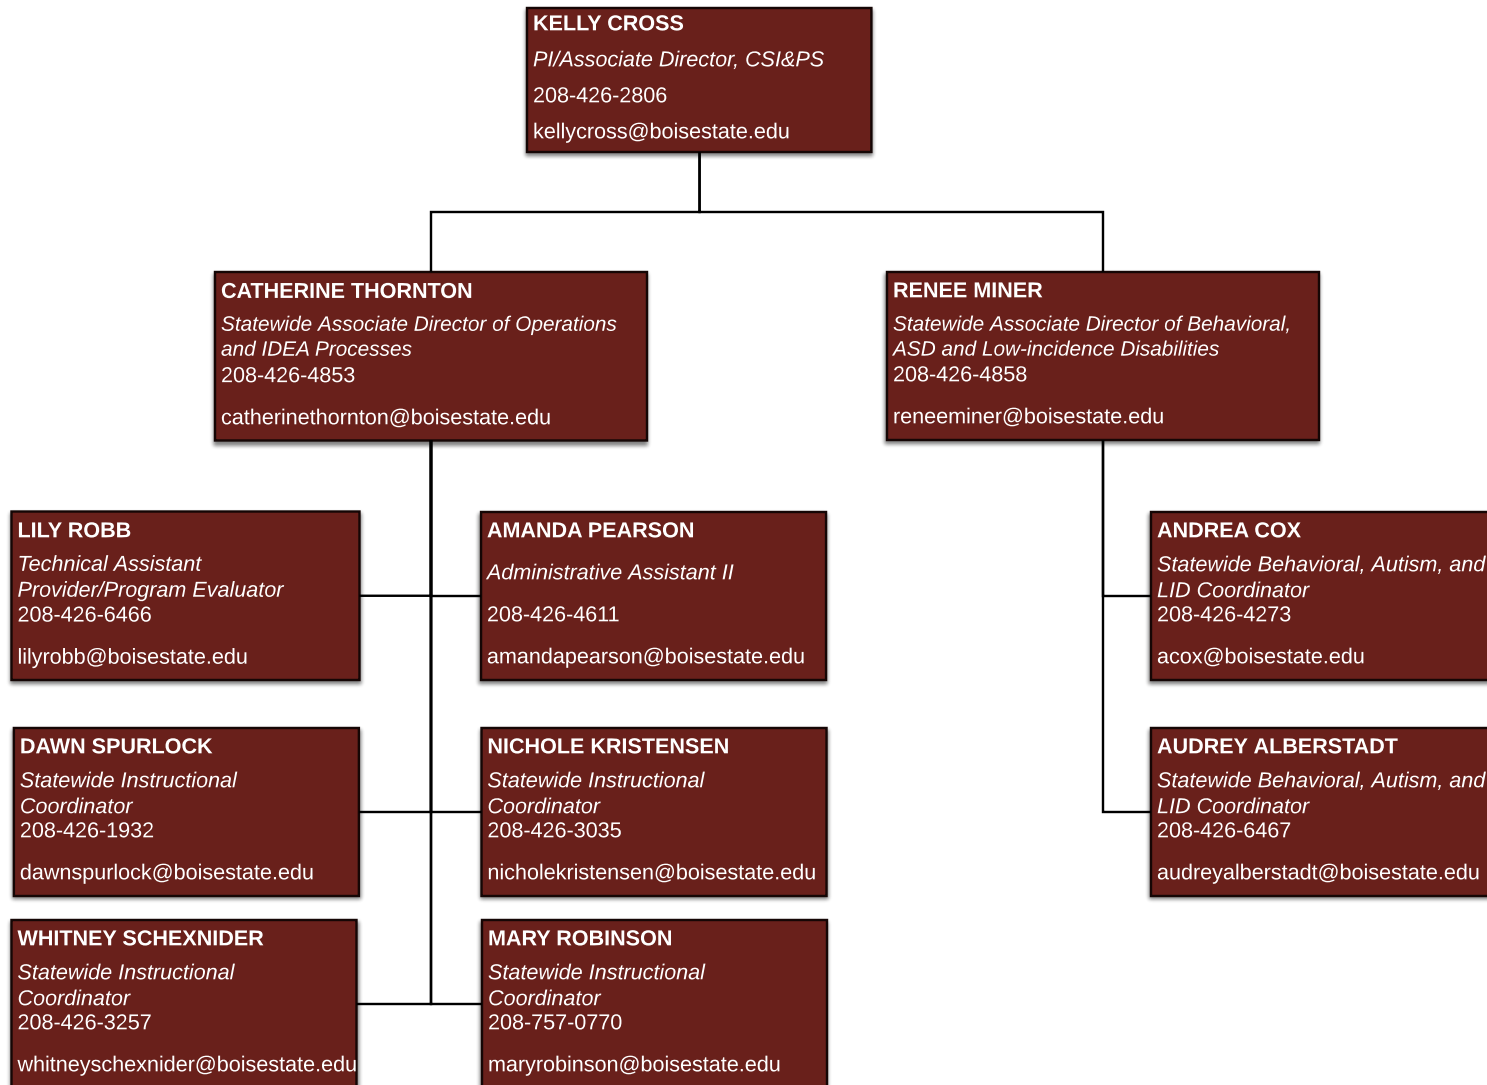 KELLY CROSS
PI/Associate Director, CSI&PS
208-426-2806
kellycross@boisestate.edu
CATHERINE THORNTON
Statewide Associate Director of Operations
and IDEA Processes
208-426-4853
catherinethornton@boisestate.edu
RENEE MINER
Statewide Associate Director of Behavioral,
ASD and Low-incidence Disabilities
208-426-4858
reneeminer@boisestate.edu
LILY ROBB
Technical Assistant
Provider/Program Evaluator
208-426-6466
lilyrobb@boisestate.edu
AMANDA PEARSON
Administrative Assistant II
208-426-4611
amandapearson@boisestate.edu
ANDREA COX
Statewide Behavioral, Autism, and
LID Coordinator
208-426-4273
acox@boisestate.edu
DAWN SPURLOCK
Statewide Instructional
Coordinator
208-426-1932
dawnspurlock@boisestate.edu
NICHOLE KRISTENSEN
Statewide Instructional
Coordinator
208-426-3035
nicholekristensen@boisestate.edu
AUDREY ALBERSTADT
Statewide Behavioral, Autism, and
LID Coordinator
208-426-6467
audreyalberstadt@boisestate.edu
WHITNEY SCHEXNIDER
Statewide Instructional
Coordinator
208-426-3257
whitneyschexnider@boisestate.edu
MARY ROBINSON
Statewide Instructional
Coordinator
208-757-0770
maryrobinson@boisestate.edu